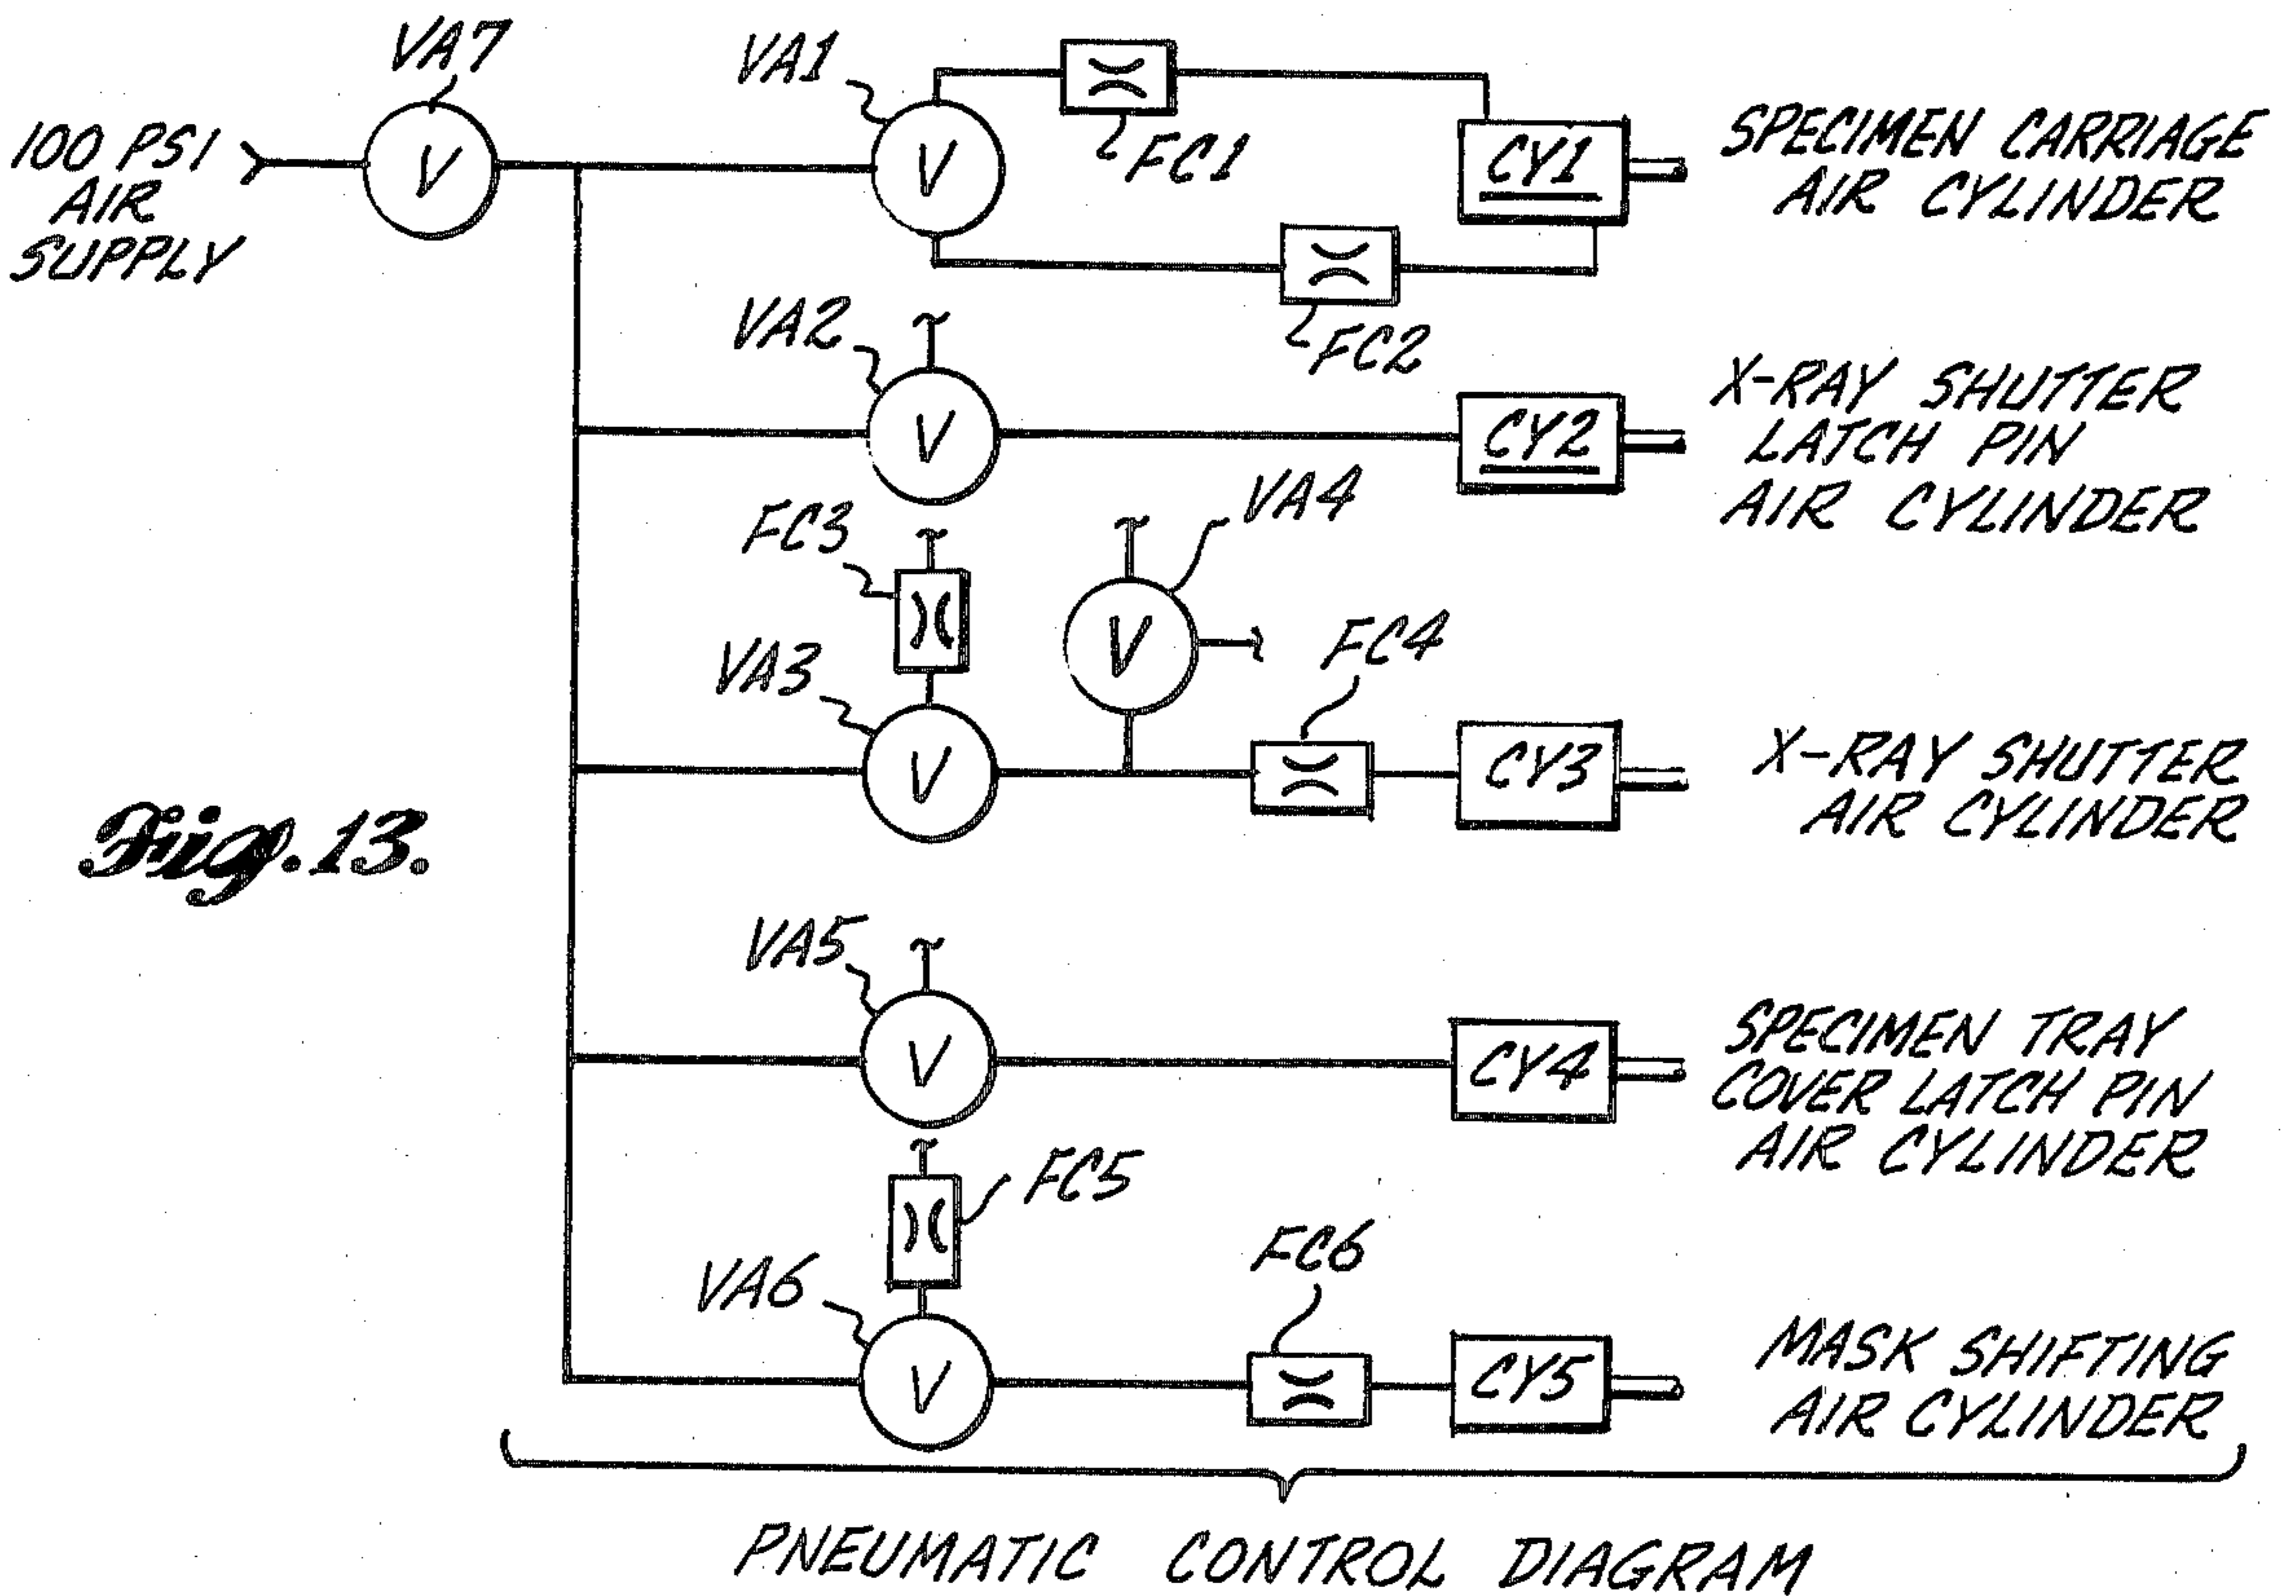 VA7
100 PSI
AIR
SUPPLY
V
VA1
V
FC1
FC2
CY1
SPECIMEN CARRIAGE
AIR CYLINDER
VA2
V
CY2
X-RAY SHUTTER
LATCH PIN
AIR CYLINDER
FC3
VA4
V
VA3
V
FC4
CY3
X-RAY SHUTTER
AIR CYLINDER
Fig. 13.
VA5
V
CY4
SPECIMEN TRAY
COVER LATCH PIN
AIR CYLINDER
FC5
VA6
V
FC6
CY5
MASK SHIFTING
AIR CYLINDER
PNEUMATIC CONTROL DIAGRAM